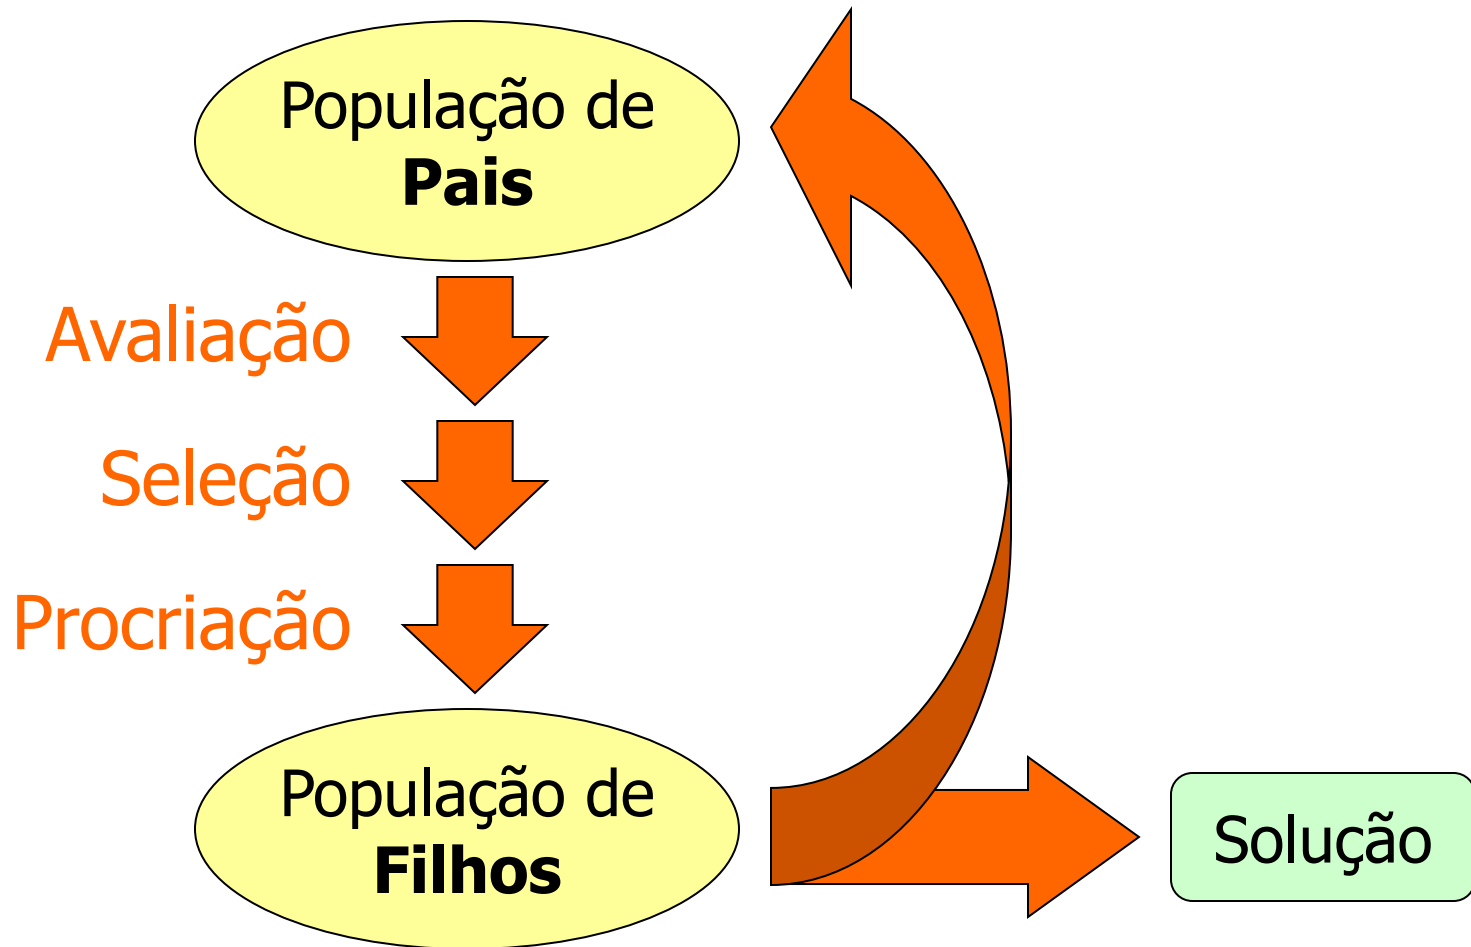 População de
Pais
Avaliação
Seleção
Procriação
População de
Filhos
Solução